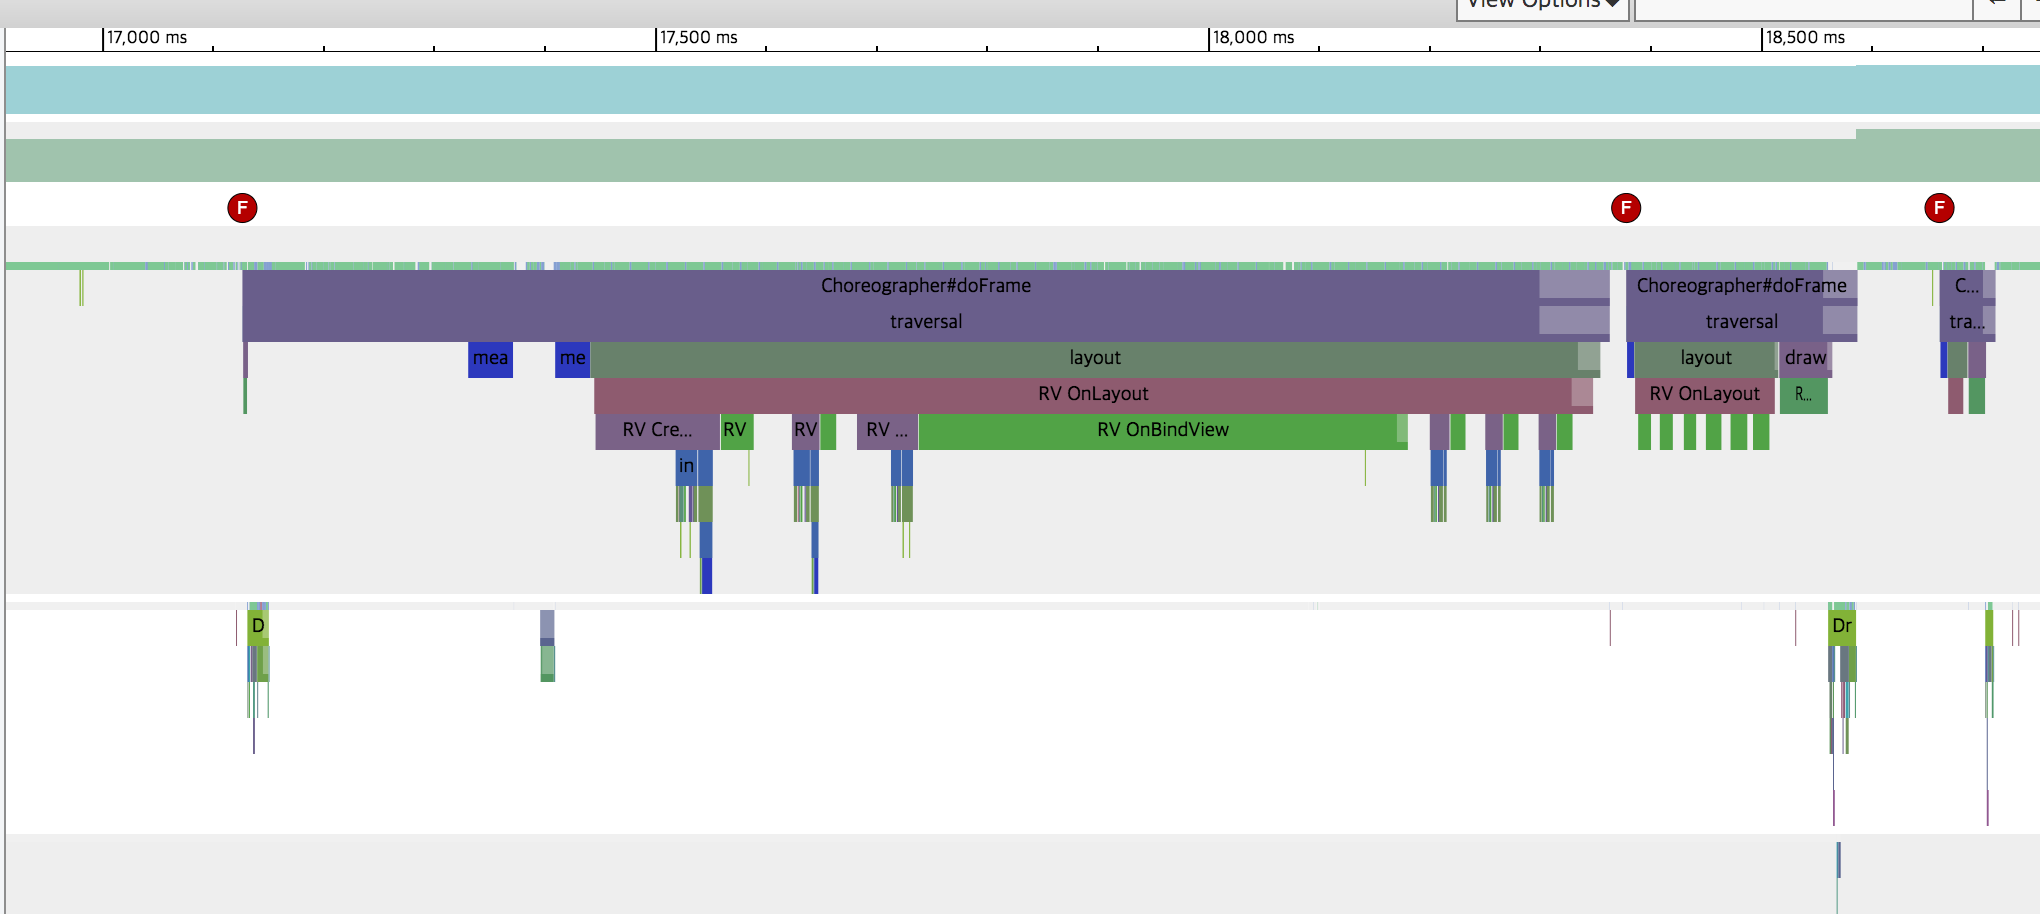 View Options
17,000 ms 17,500 ms 18,000 ms 18,500 ms
F F F
Choreographer#doFrame Choreographer#doFrame C...
traversal traversal tra...
mea me layout layout draw
RV OnLayout RV OnLayout R...
RV Cre... RV RV RV ... RV OnBindView
in
D Dr